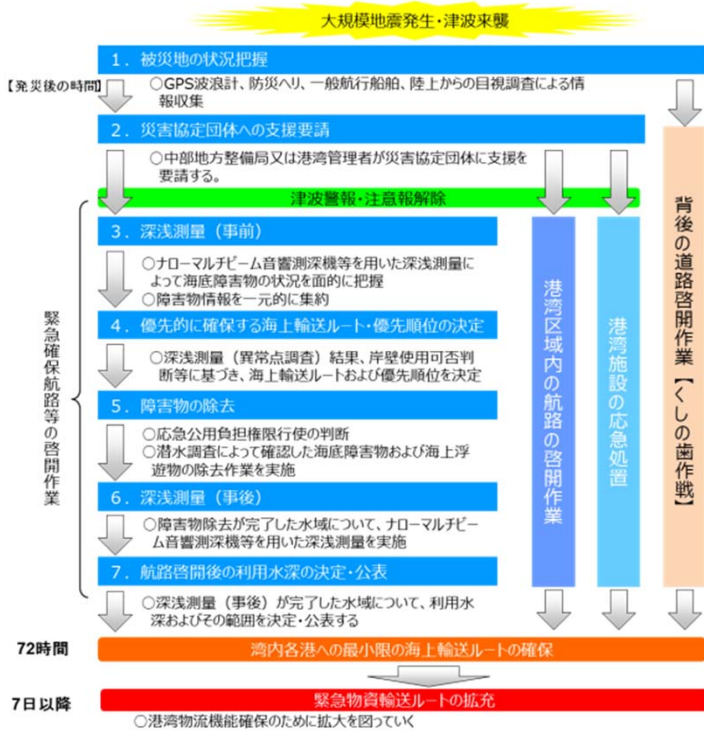 大規模地震発生・津波来襲
1．被災地の状況把握
【発災後の時間】
○GPS波浪計、防災ヘリ、一般航行船舶、陸上からの目視調査による情
報収集
2．災害協定団体への支援要請
○中部地方整備局又は港湾管理者が災害協定団体に支援を
要請する。
津波警報・注意報解除
緊急確保航路等の啓開作業
3．深浅測量（事前）
○ナローマルチビーム音響測深機等を用いた深浅測量に
よって海底障害物の状況を面的に把握
○障害物情報を一元的に集約
4．優先的に確保する海上輸送ルート・優先順位の決定
○深浅測量（異常点調査）結果、岸壁使用可否判
断等に基づき、海上輸送ルートおよび優先順位を決定
5．障害物の除去
○応急公用負担権限行使の判断
○潜水調査によって確認した海底障害物および海上浮
遊物の除去作業を実施
6．深浅測量（事後）
○障害物除去が完了した水域について、ナローマルチビー
ム音響測深機等を用いた深浅測量を実施
7．航路啓開後の利用水深の決定・公表
○深浅測量（事後）が完了した水域について、利用水
深およびその範囲を決定・公表する
港湾区域内の航路の啓開作業
港湾施設の応急処置
背後の道路啓開作業【くしの歯作戦】
72時間
湾内各港への最小限の海上輸送ルートの確保
7日以降
緊急物資輸送ルートの拡充
○港湾物流機能確保のために拡大を図っていく